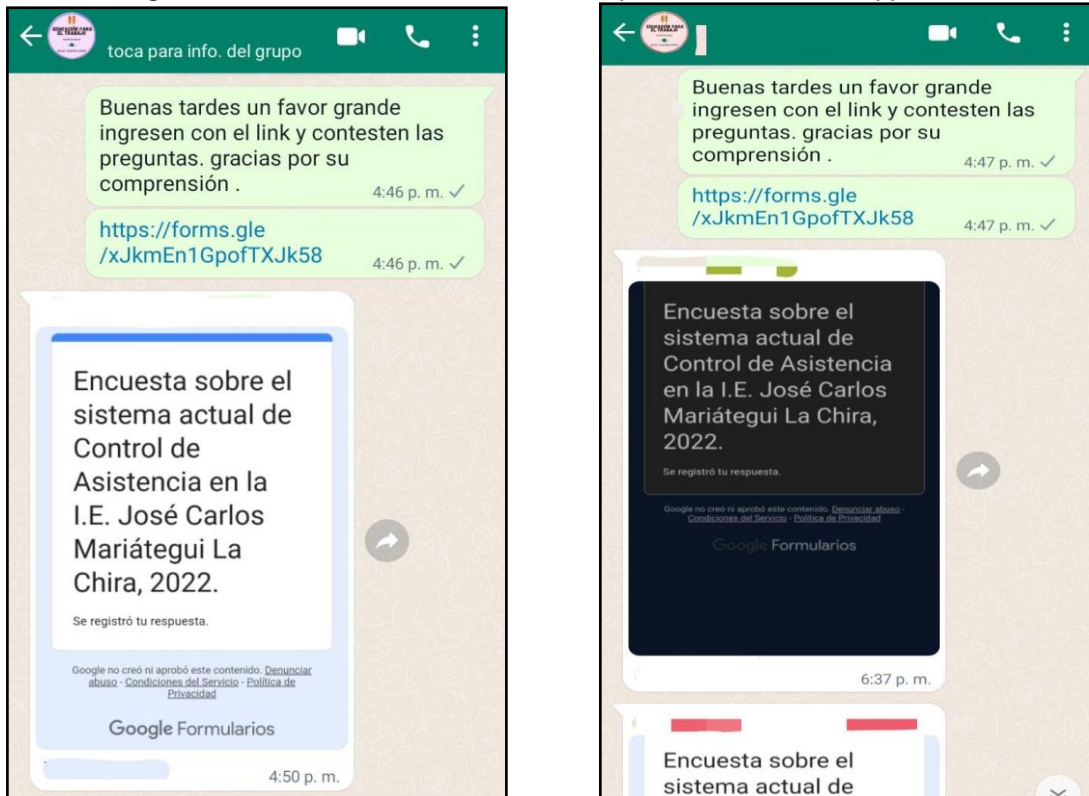 EDUCACIÓN PARA
EL TRABAJO
toca para info. del grupo
Buenas tardes un favor grande
ingresen con el link y contesten las
preguntas. gracias por su
comprensión .
4:46 p. m.
https://forms.gle
/xJkmEn1GpofTXJk58
4:46 p. m.
Encuesta sobre el
sistema actual de
Control de
Asistencia en la
I.E. José Carlos
Mariátegui La
Chira, 2022.
Se registró tu respuesta.
Google no creó ni aprobó este contenido. Denunciar
abuso - Condiciones del Servicio - Política de
Privacidad
Google Formularios
4:50 p. m.
Buenas tardes un favor grande
ingresen con el link y contesten las
preguntas. gracias por su
comprensión .
4:47 p. m.
https://forms.gle
/xJkmEn1GpofTXJk58
4:47 p. m.
Encuesta sobre el
sistema actual de
Control de Asistencia
en la I.E. José Carlos
Mariátegui La Chira,
2022.
Se registró tu respuesta.
Google no creó ni aprobó este contenido. Denunciar abuso -
Condiciones del Servicio - Política de Privacidad
Google Formularios
6:37 p. m.
Encuesta sobre el
sistema actual de